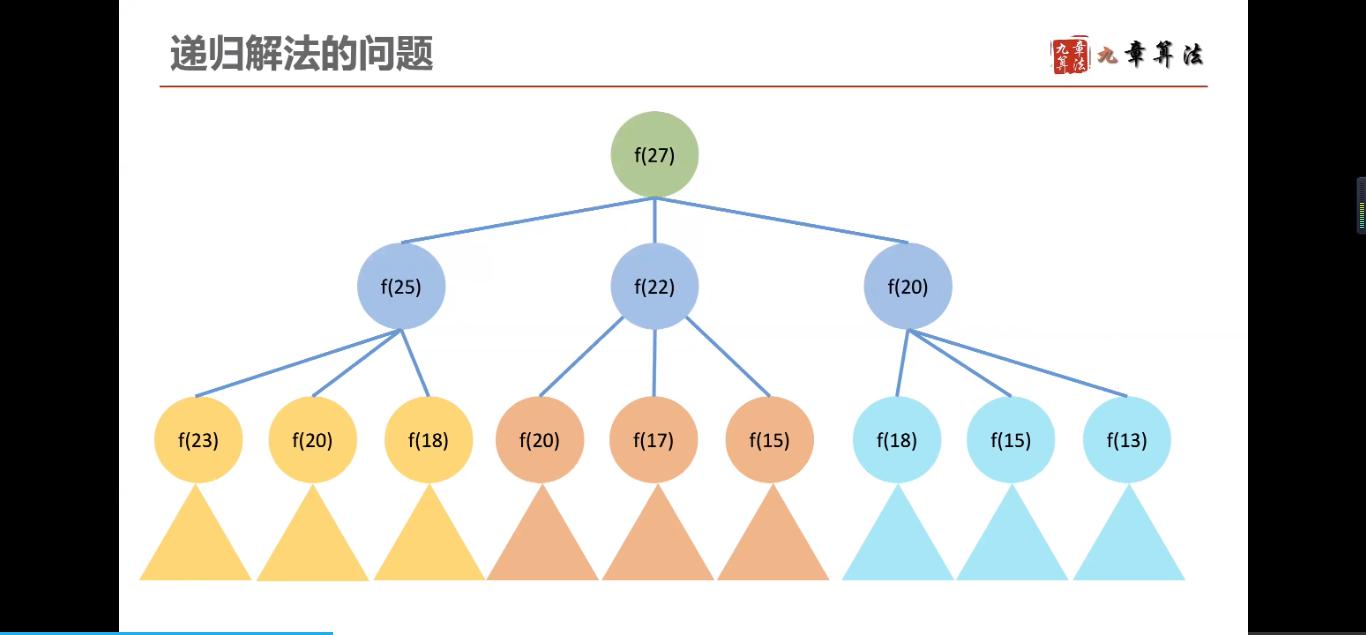 递归解法的问题
九章算法
九章算法
f(27)
f(25)
f(22)
f(20)
f(23)
f(20)
f(18)
f(20)
f(17)
f(15)
f(18)
f(15)
f(13)